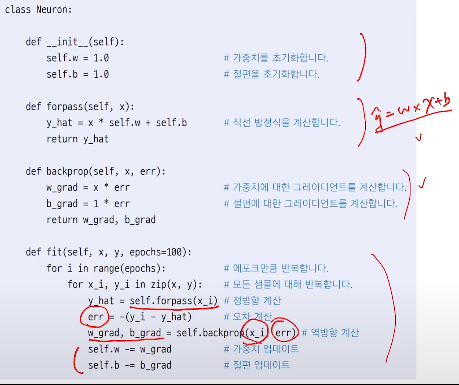 class Neuron:
def __init__(self):
self.w = 1.0 # 가중치를 초기화합니다.
self.b = 1.0 # 절편을 초기화합니다.
def forpass(self, x):
y_hat = x * self.w + self.b # 직선 방정식을 계산합니다.
return y_hat
ŷ = w × x + b
def backprop(self, x, err):
w_grad = x * err # 가중치에 대한 그레이디언트를 계산합니다.
b_grad = 1 * err # 절편에 대한 그레이디언트를 계산합니다.
return w_grad, b_grad
def fit(self, x, y, epochs=100):
for i in range(epochs): # 에포크만큼 반복합니다.
for x_i, y_i in zip(x, y): # 모든 샘플에 대해 반복합니다.
y_hat = self.forpass(x_i) # 정방향 계산
err = -(y_i - y_hat) # 오차 계산
w_grad, b_grad = self.backprop(x_i, err) # 역방향 계산
self.w -= w_grad # 가중치 업데이트
self.b -= b_grad # 절편 업데이트